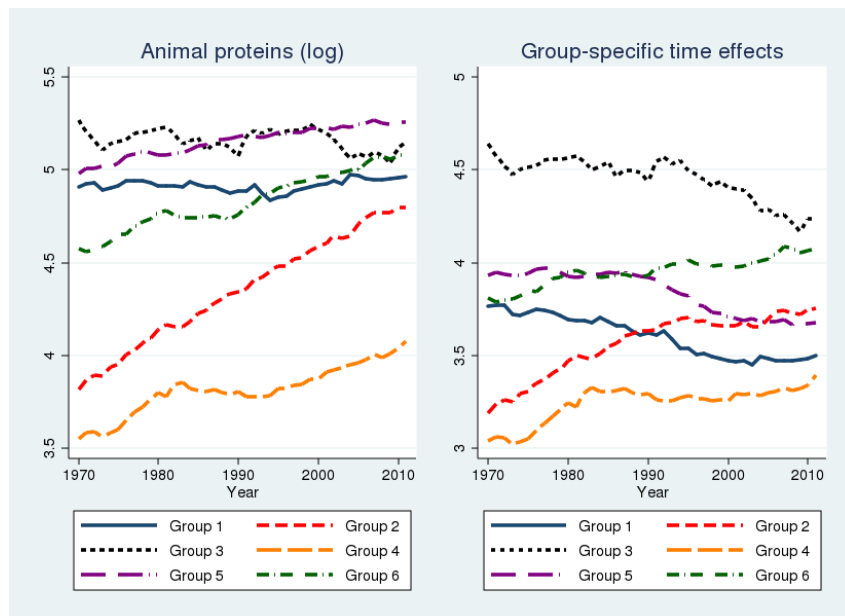 Animal proteins (log)
5.5
5
4.5
4
3.5
1970 1980 1990 2000 2010
Year
Group 1 Group 2
Group 3 Group 4
Group 5 Group 6
Group-specific time effects
5
4.5
4
3.5
3
1970 1980 1990 2000 2010
Year
Group 1 Group 2
Group 3 Group 4
Group 5 Group 6